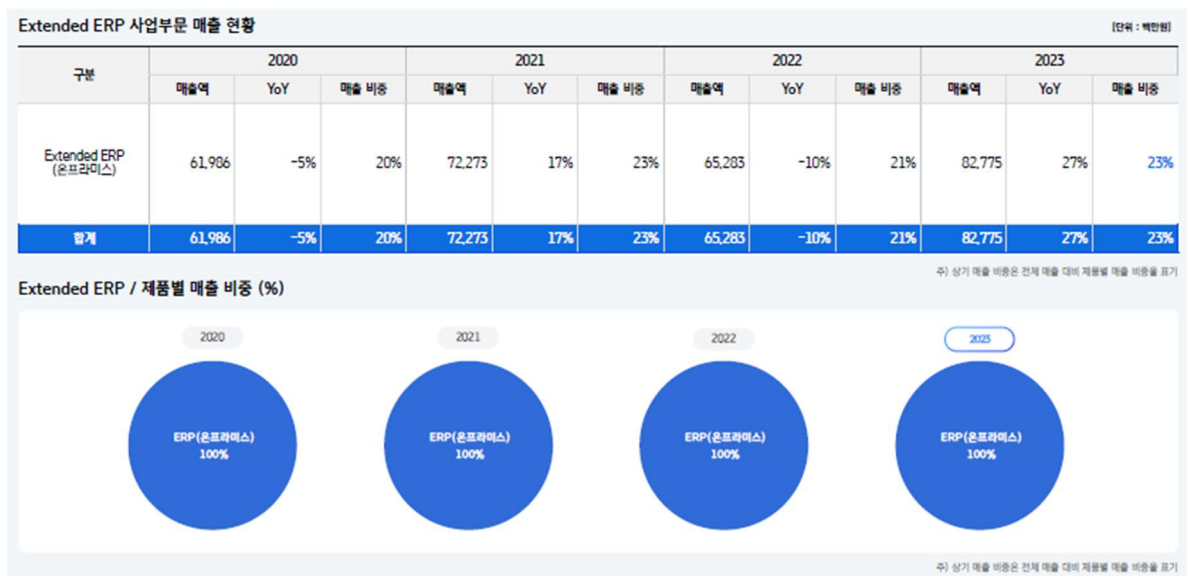 Extended ERP 사업부문 매출 현황
[단위 : 백만원]
구분 2020 2021 2022 2023
매출액 YoY 매출 비중 매출액 YoY 매출 비중 매출액 YoY 매출 비중 매출액 YoY 매출 비중
Extended ERP
(온프라미스)
61,986 -5% 20% 72,273 17% 23% 65,283 -10% 21% 82,775 27% 23%
합계 61,986 -5% 20% 72,273 17% 23% 65,283 -10% 21% 82,775 27% 23%
주) 상기 매출 비중은 전체 매출 대비 제품별 매출 비중을 표기
Extended ERP / 제품별 매출 비중 (%)
2020 2021 2022 2023
ERP(온프라미스) ERP(온프라미스) ERP(온프라미스) ERP(온프라미스)
100% 100% 100% 100%
주) 상기 매출 비중은 전체 매출 대비 제품별 매출 비중을 표기